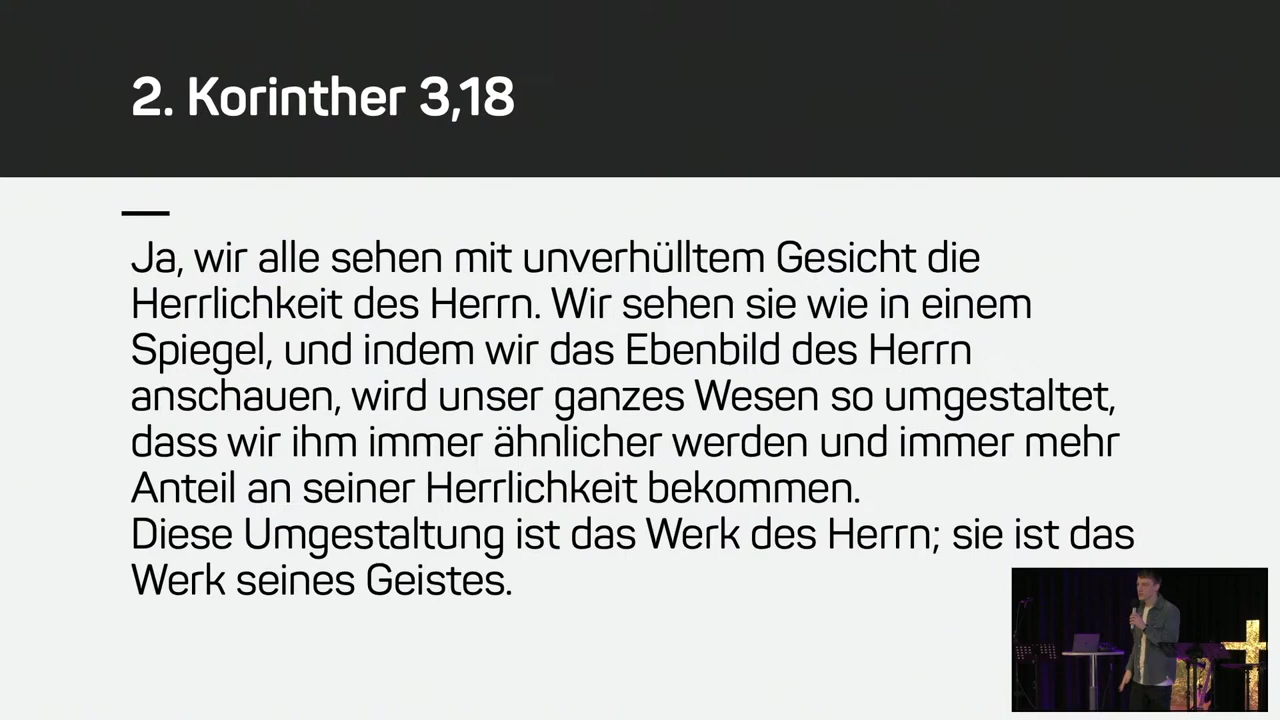 2. Korinther 3,18
Ja, wir alle sehen mit unverhülltem Gesicht die
Herrlichkeit des Herrn. Wir sehen sie wie in einem
Spiegel, und indem wir das Ebenbild des Herrn
anschauen, wird unser ganzes Wesen so umgestaltet,
dass wir ihm immer ähnlicher werden und immer mehr
Anteil an seiner Herrlichkeit bekommen.
Diese Umgestaltung ist das Werk des Herrn; sie ist das
Werk seines Geistes.